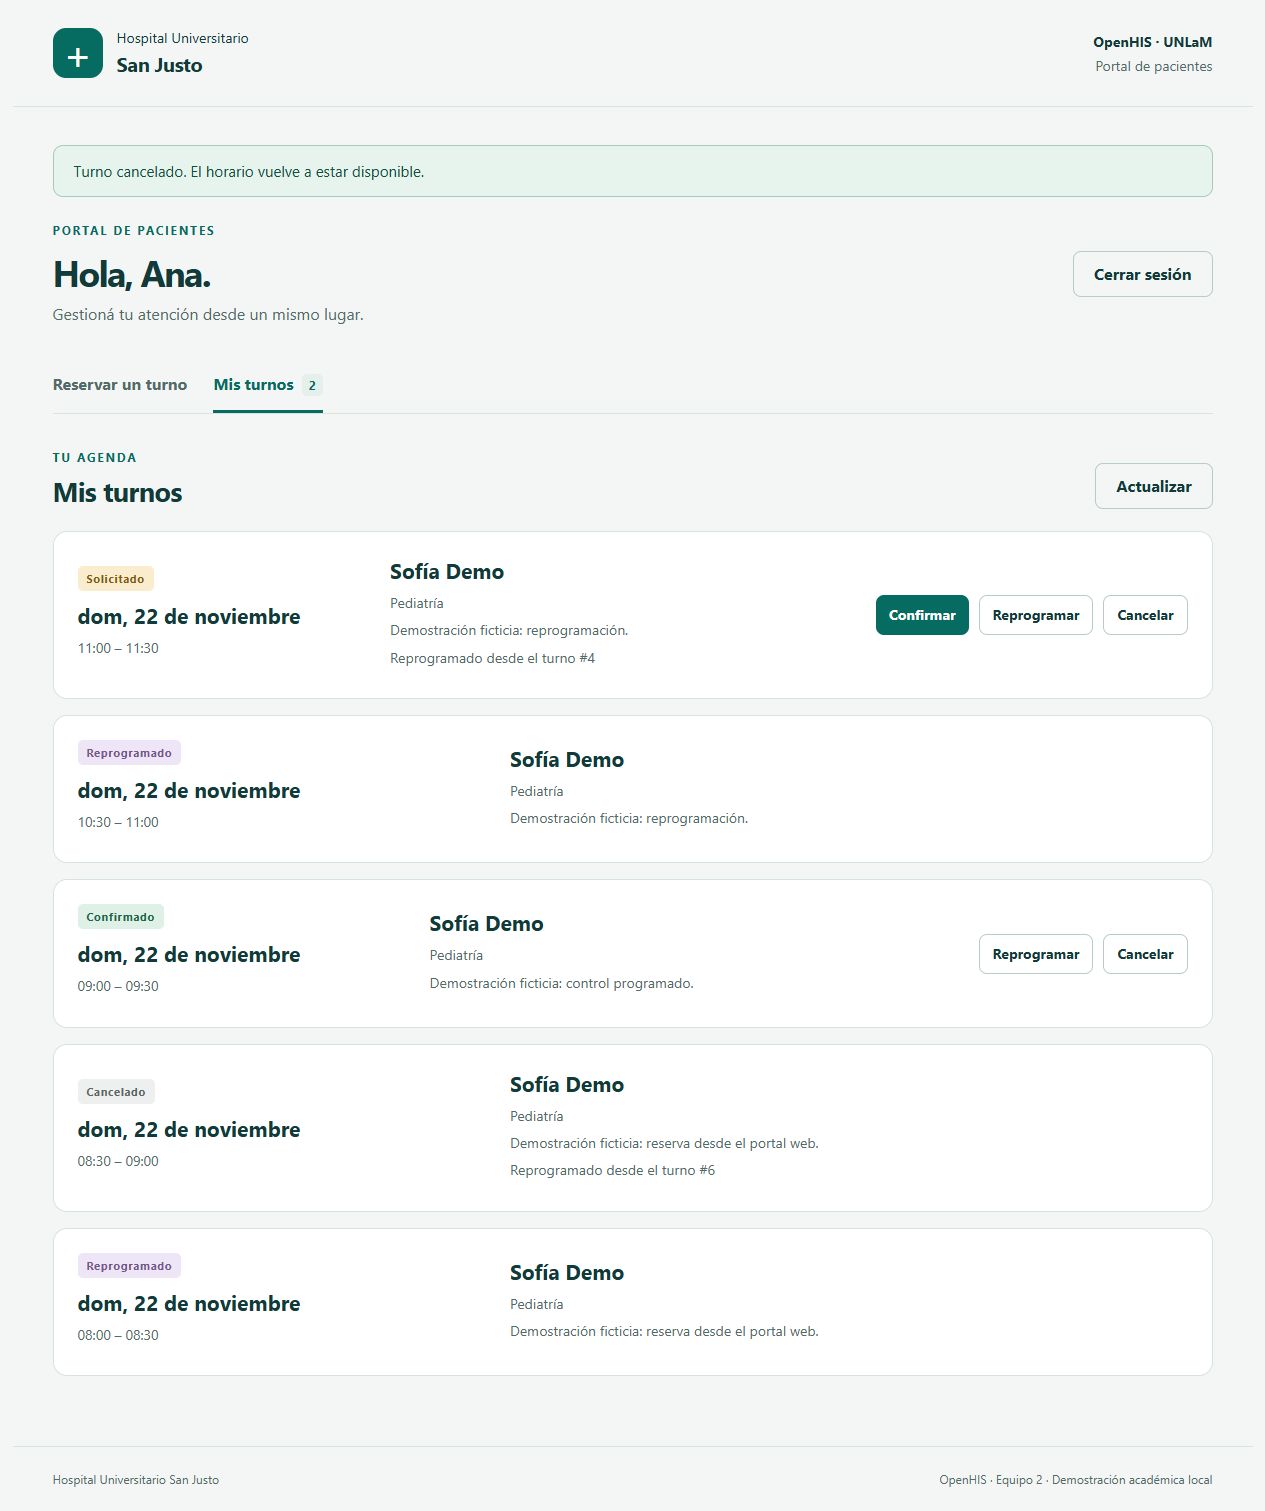 Hospital Universitario
San Justo
OpenHIS · UNLaM
Portal de pacientes
Turno cancelado. El horario vuelve a estar disponible.
PORTAL DE PACIENTES
Hola, Ana.
Gestioná tu atención desde un mismo lugar.
Cerrar sesión
Reservar un turno
Mis turnos 2
TU AGENDA
Mis turnos
Actualizar
Solicitado
dom, 22 de noviembre
11:00 – 11:30
Sofía Demo
Pediatría
Demostración ficticia: reprogramación.
Reprogramado desde el turno #4
Confirmar
Reprogramar
Cancelar
Reprogramado
dom, 22 de noviembre
10:30 – 11:00
Sofía Demo
Pediatría
Demostración ficticia: reprogramación.
Confirmado
dom, 22 de noviembre
09:00 – 09:30
Sofía Demo
Pediatría
Demostración ficticia: control programado.
Reprogramar
Cancelar
Cancelado
dom, 22 de noviembre
08:30 – 09:00
Sofía Demo
Pediatría
Demostración ficticia: reserva desde el portal web.
Reprogramado desde el turno #6
Reprogramado
dom, 22 de noviembre
08:00 – 08:30
Sofía Demo
Pediatría
Demostración ficticia: reserva desde el portal web.
Hospital Universitario San Justo
OpenHIS · Equipo 2 · Demostración académica local